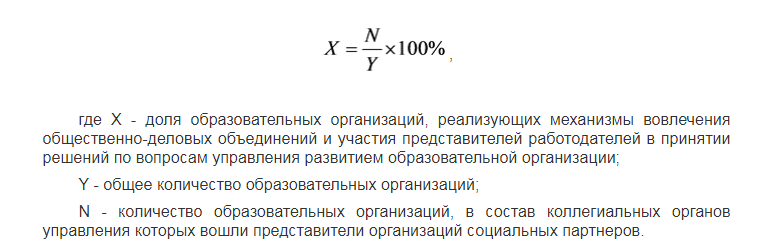 X = N/Y ×100% ,
где X - доля образовательных организаций, реализующих механизмы вовлечения
общественно-деловых объединений и участия представителей работодателей в принятии
решений по вопросам управления развитием образовательной организации;
Y - общее количество образовательных организаций;
N - количество образовательных организаций, в состав коллегиальных органов
управления которых вошли представители организаций социальных партнеров.